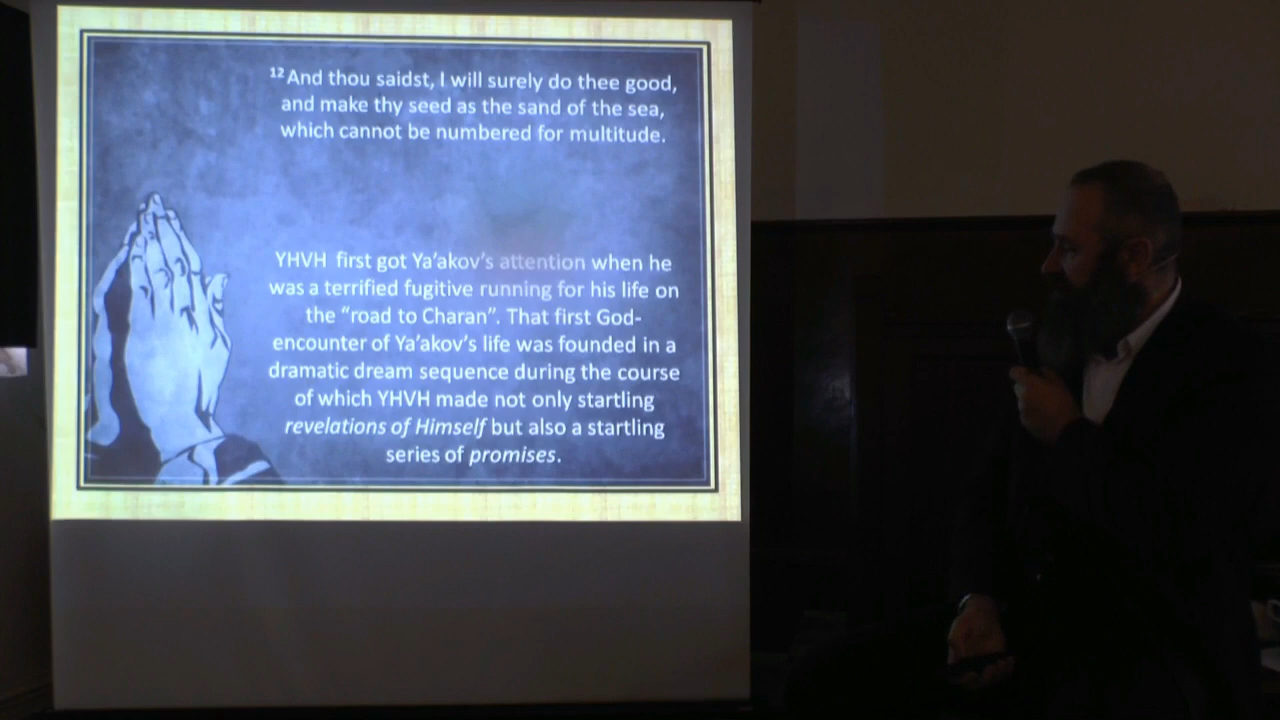 ¹²And thou saidst, I will surely do thee good,
and make thy seed as the sand of the sea,
which cannot be numbered for multitude.
YHVH first got Ya’akov’s attention when he
was a terrified fugitive running for his life on
the “road to Charan”. That first God-
encounter of Ya’akov’s life was founded in a
dramatic dream sequence during the course
of which YHVH made not only startling
revelations of Himself but also a startling
series of promises.